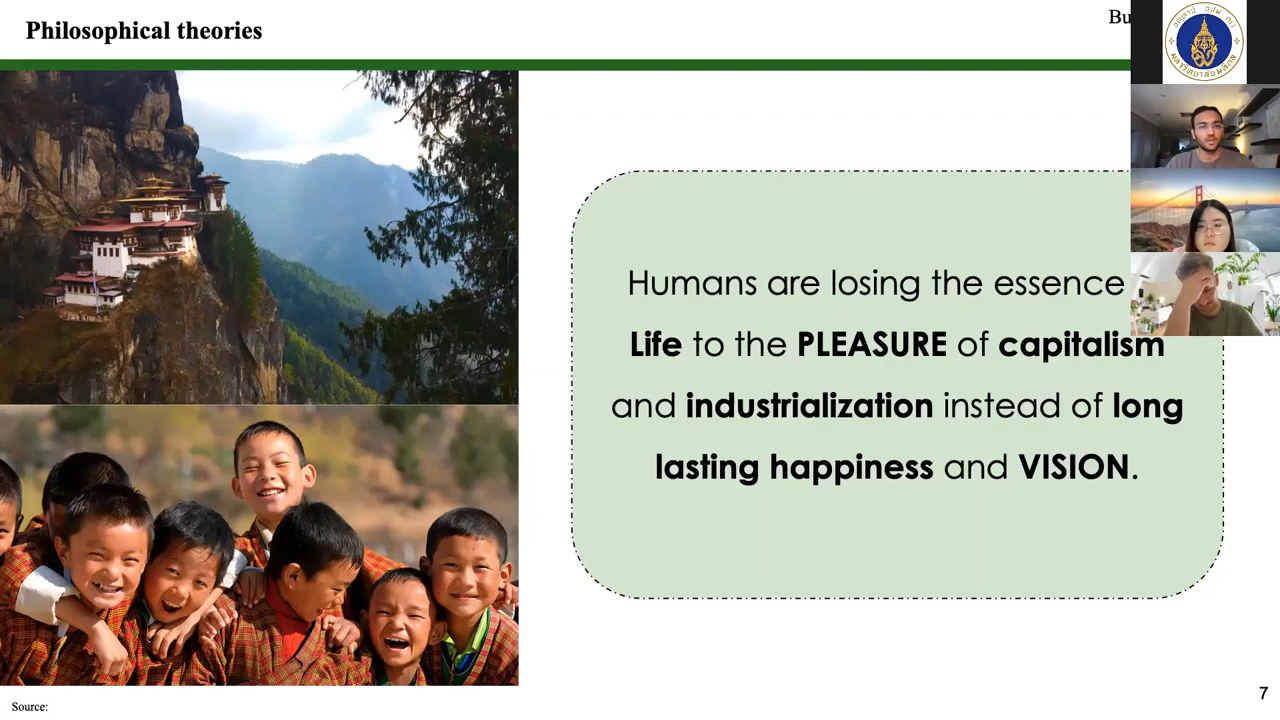 Philosophical theories
Bu
Humans are losing the essence
Life to the PLEASURE of capitalism
and industrialization instead of long
lasting happiness and VISION.
Source:
7